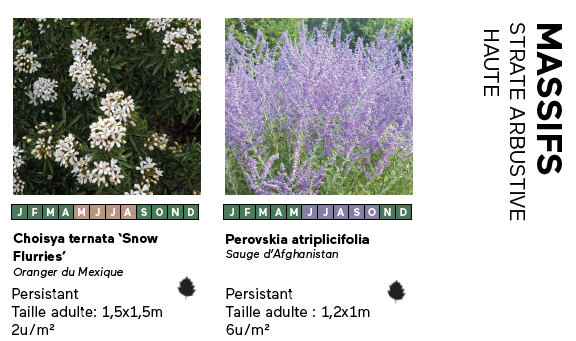 MASSIFS
STRATE ARBUSTIVE
HAUTE
J F M A M J J A S O N D
Choisya ternata ‘Snow
Flurries’
Oranger du Mexique
Persistant
Taille adulte: 1,5x1,5m
2u/m²
J F M A M J J A S O N D
Perovskia atriplicifolia
Sauge d’Afghanistan
Persistant
Taille adulte : 1,2x1m
6u/m²